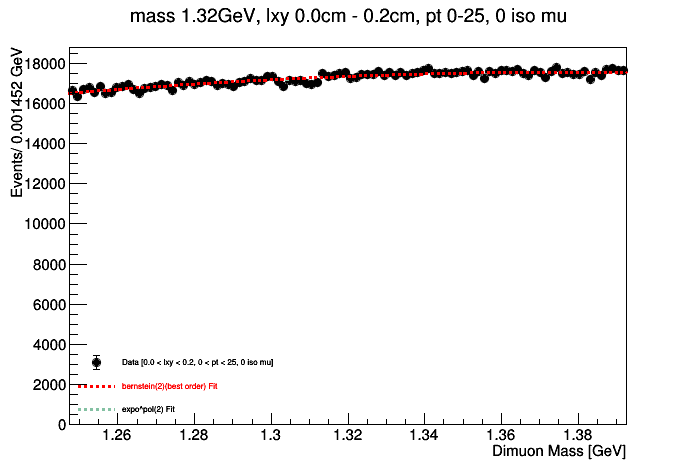 mass 1.32GeV, lxy 0.0cm - 0.2cm, pt 0-25, 0 iso mu
Events/ 0.001452 GeV
18000
16000
14000
12000
10000
8000
6000
4000
2000
0
Data [0.0 < lxy < 0.2, 0 < pt < 25, 0 iso mu]
bernstein(2)(best order) Fit
expo^pol(2) Fit
1.26 1.28 1.3 1.32 1.34 1.36 1.38
Dimuon Mass [GeV]